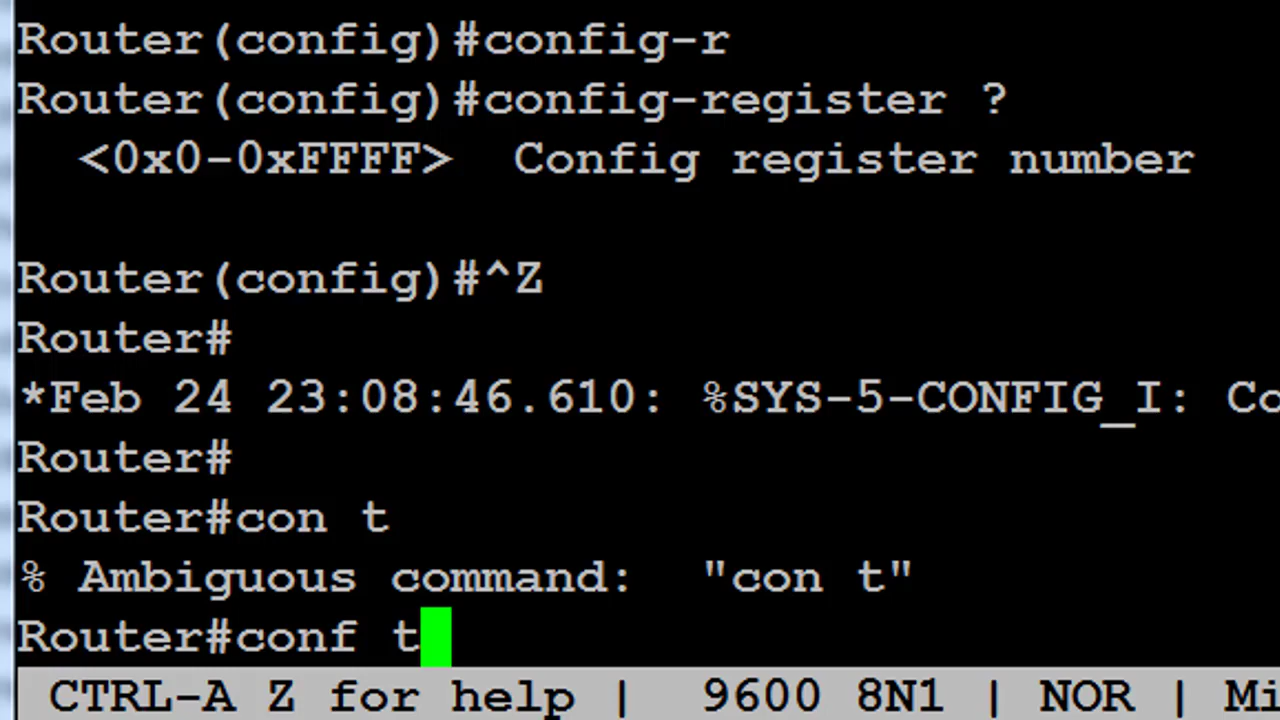 Router(config)#config-r
Router(config)#config-register ?
<0x0-0xFFFF>  Config register number
Router(config)#^Z
Router#
*Feb 24 23:08:46.610: %SYS-5-CONFIG_I: Co
Router#
Router#con t
% Ambiguous command:  "con t"
Router#conf t
CTRL-A Z for help |  9600 8N1 | NOR | Mi